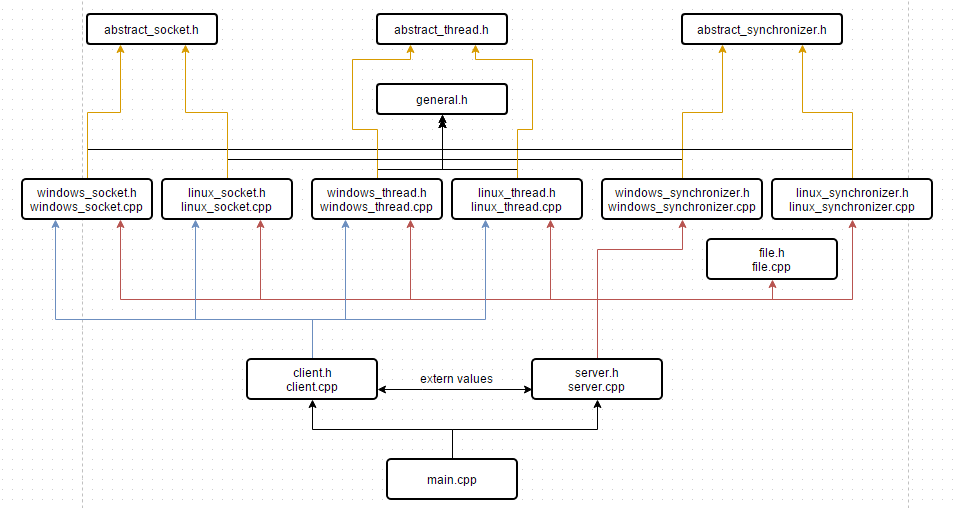 abstract_socket.h
abstract_thread.h
abstract_synchronizer.h
general.h
windows_socket.h
windows_socket.cpp
linux_socket.h
linux_socket.cpp
windows_thread.h
windows_thread.cpp
linux_thread.h
linux_thread.cpp
windows_synchronizer.h
windows_synchronizer.cpp
linux_synchronizer.h
linux_synchronizer.cpp
file.h
file.cpp
client.h
client.cpp
extern values
server.h
server.cpp
main.cpp